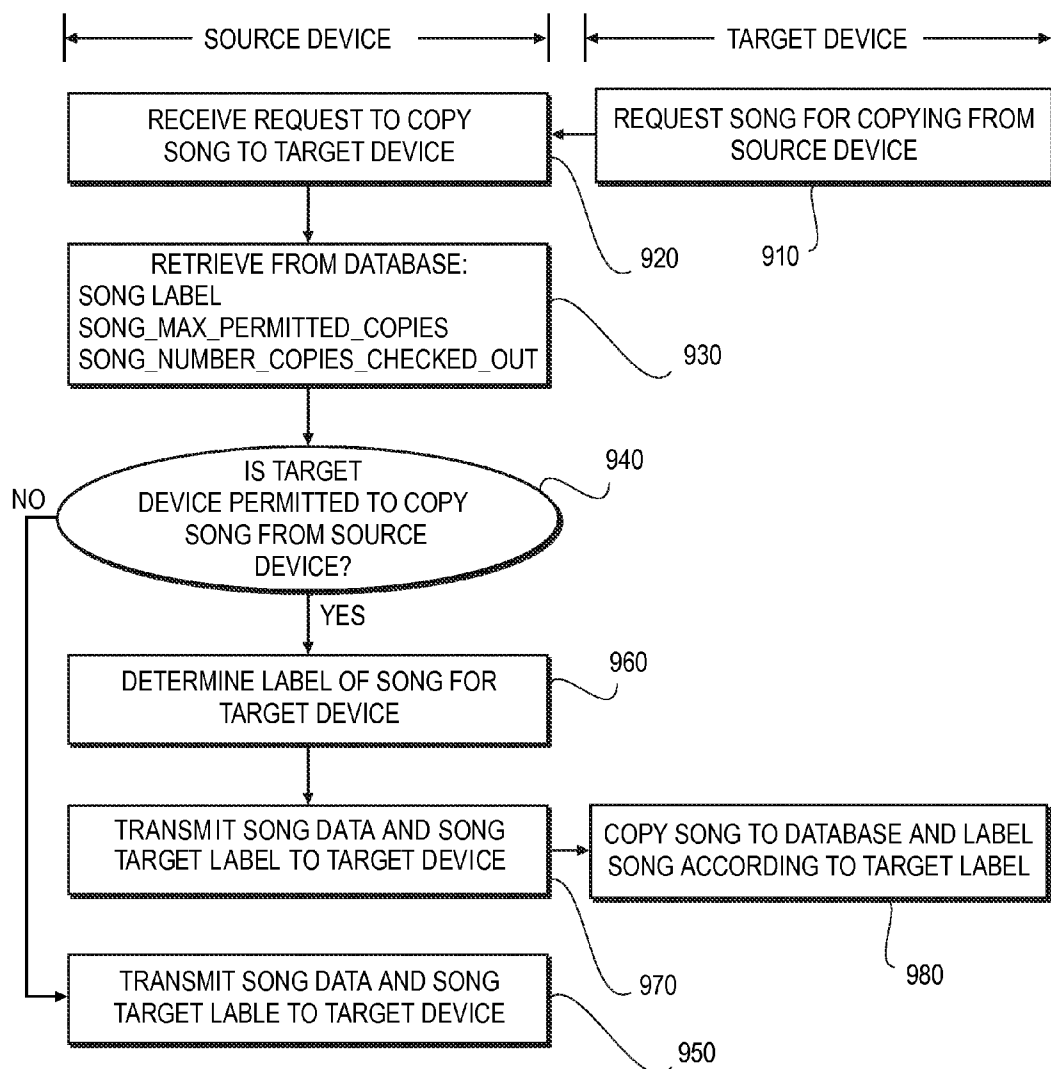 SOURCE DEVICE
TARGET DEVICE
RECEIVE REQUEST TO COPY
SONG TO TARGET DEVICE
REQUEST SONG FOR COPYING FROM
SOURCE DEVICE
920
910
RETRIEVE FROM DATABASE:
SONG LABEL
SONG_MAX_PERMITTED_COPIES
SONG_NUMBER_COPIES_CHECKED_OUT
930
IS TARGET
DEVICE PERMITTED TO COPY
SONG FROM SOURCE
DEVICE?
940
NO
YES
DETERMINE LABEL OF SONG FOR
TARGET DEVICE
960
TRANSMIT SONG DATA AND SONG
TARGET LABEL TO TARGET DEVICE
970
COPY SONG TO DATABASE AND LABEL
SONG ACCORDING TO TARGET LABEL
980
TRANSMIT SONG DATA AND SONG
TARGET LABLE TO TARGET DEVICE
950